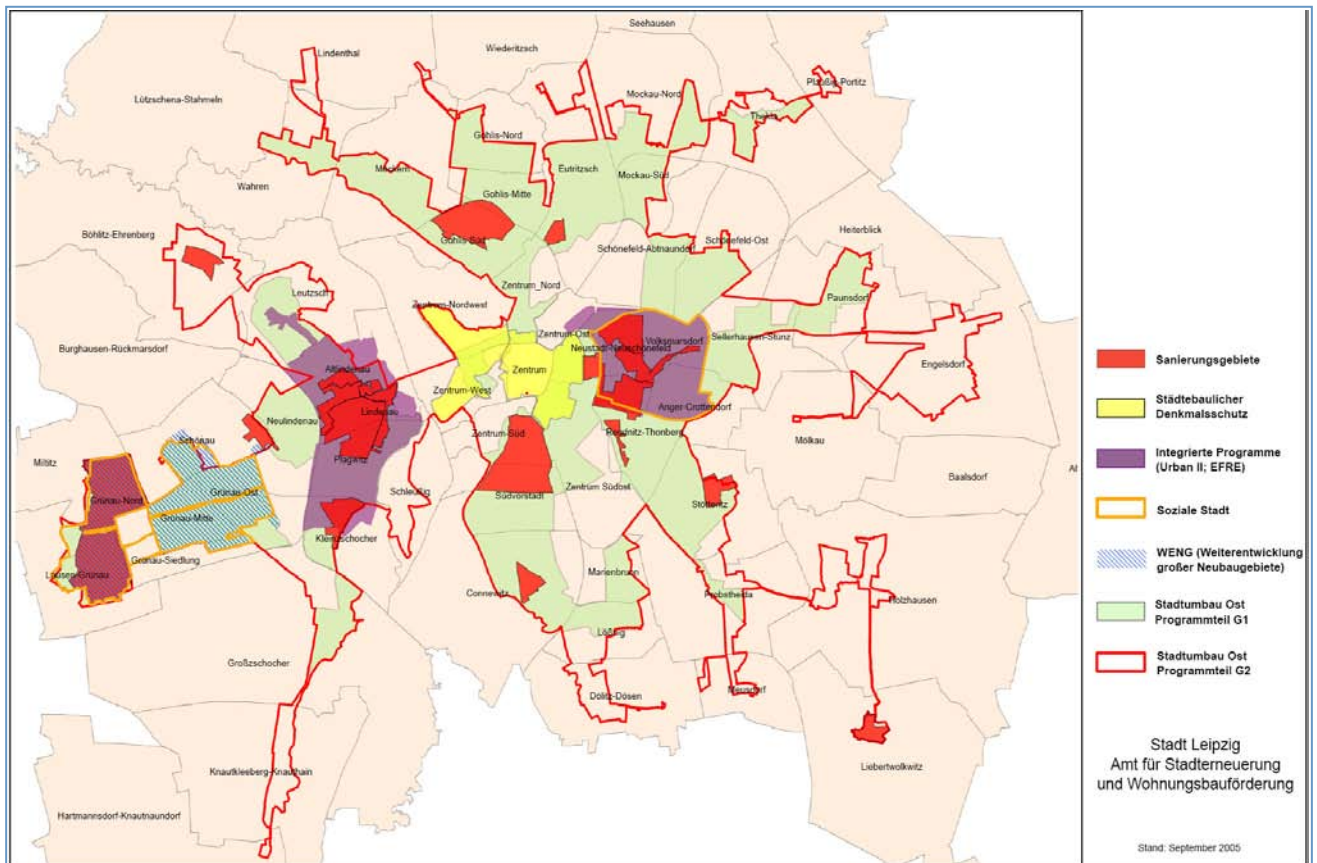 Seehausen
Lindenthal
Wiederitzsch
Plaußig-Portitz
Lützschena-Stahmeln
Mockau-Nord
Thekla
Gohlis-Nord
Möckern
Eutritzsch
Mockau-Süd
Wahren
Gohlis-Mitte
Böhlitz-Ehrenberg
Gohlis-Süd
Schönefeld-Abtnaundorf
Schönefeld-Ost
Heiterblick
Leutzsch
Zentrum_Nord
Paunsdorf
Zentrum-Nordwest
Zentrum-Ost
Sellerhausen-Stünz
Burghausen-Rückmarsdorf
Neustadt-Neuschönefeld
Volkmarsdorf
Engelsdorf
Altlindenau
Zentrum
Zentrum-West
Lindenau
Anger-Crottendorf
Neulindenau
Reudnitz-Thonberg
Mölkau
Schönau
Zentrum-Süd
Miltitz
Plagwitz
Baalsdorf
Grünau-Nord
Grünau-Ost
Schleußig
Südvorstadt
Zentrum Südost
Stötteritz
Grünau-Mitte
Kleinzschocher
Grünau-Siedlung
Lausen-Grünau
Marienbrunn
Connewitz
Probstheida
Holzhausen
Lößnig
Großzschocher
Dölitz-Dösen
Meusdorf
Liebertwolkwitz
Knautkleeberg-Knauthain
Hartmannsdorf-Knautnaundorf
Sanierungsgebiete
Städtebaulicher
Denkmalsschutz
Integrierte Programme
(Urban II; EFRE)
Soziale Stadt
WENG (Weiterentwicklung
großer Neubaugebiete)
Stadtumbau Ost
Programmteil G1
Stadtumbau Ost
Programmteil G2
Stadt Leipzig
Amt für Stadterneuerung
und Wohnungsbauförderung
Stand: September 2005